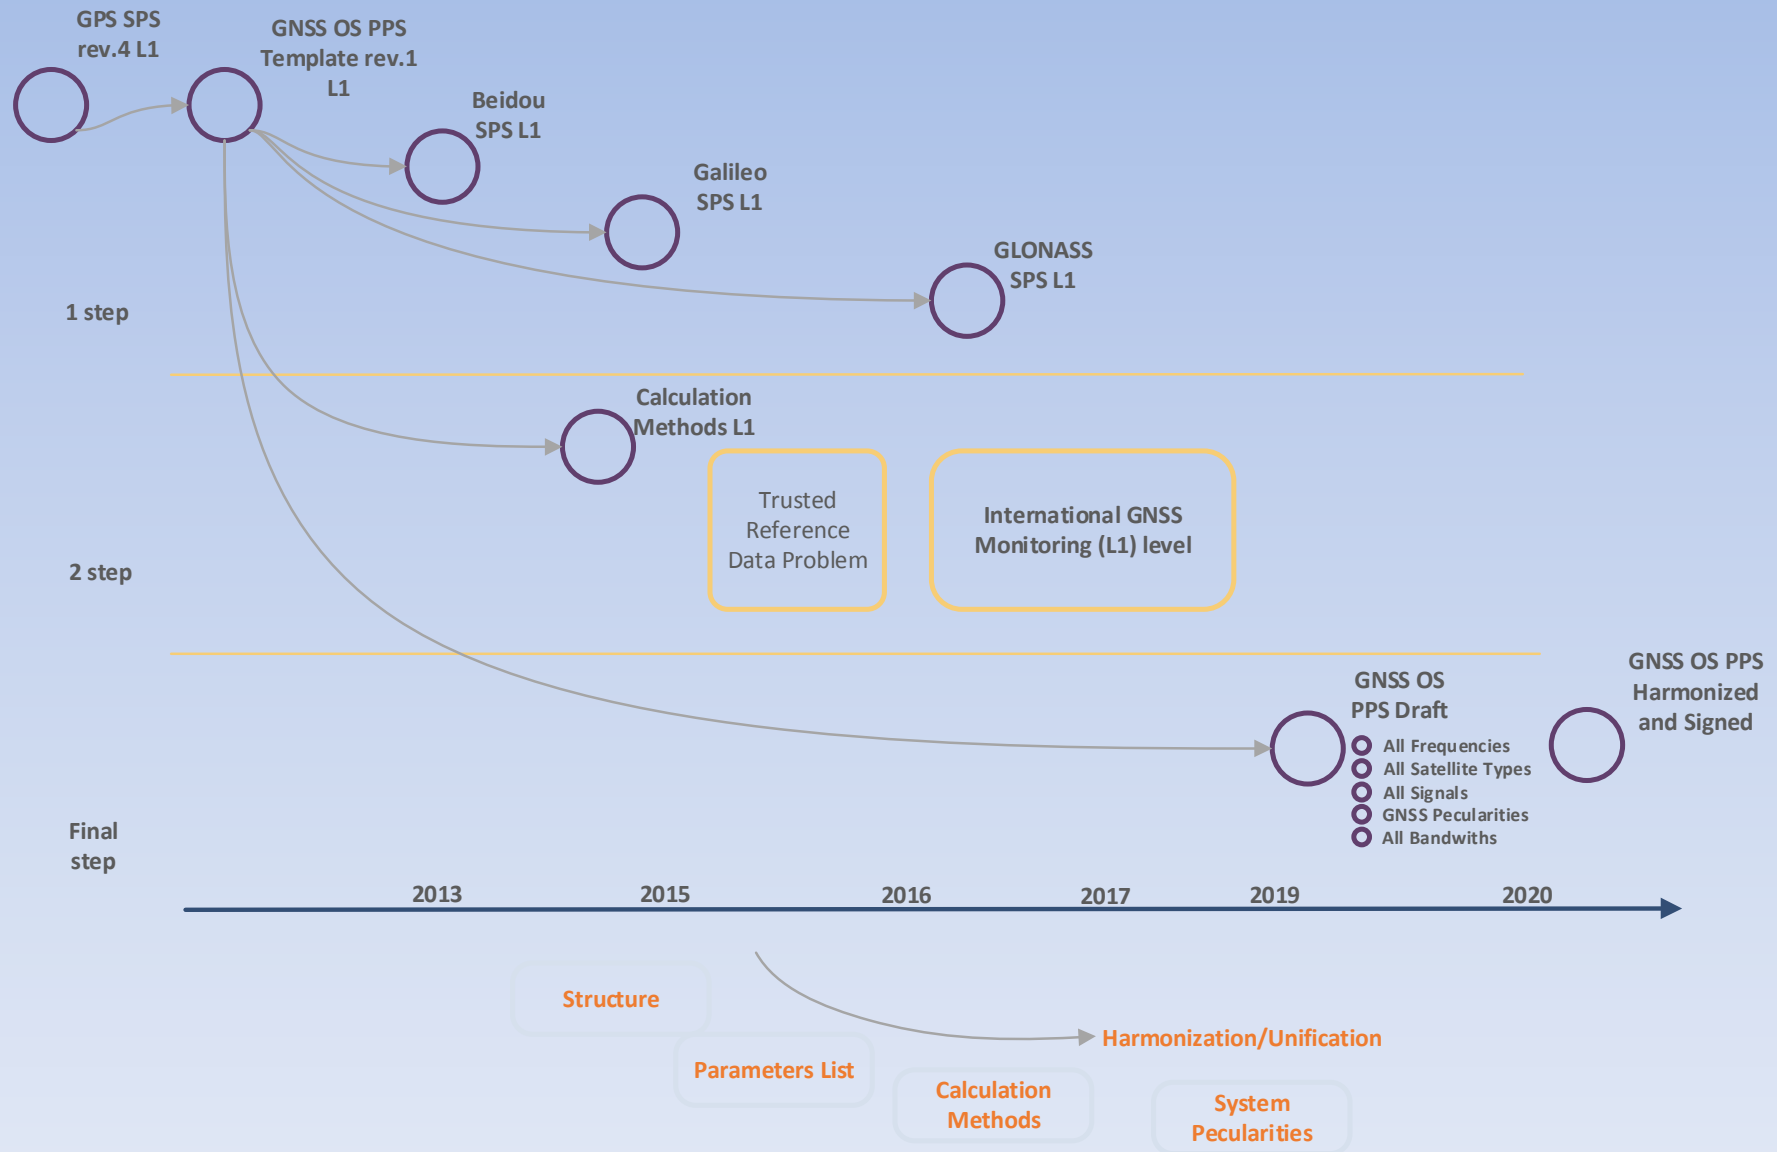 GPS SPS
rev.4 L1
GNSS OS PPS
Template rev.1
L1
Beidou
SPS L1
Galileo
SPS L1
GLONASS
SPS L1
1 step
Calculation
Methods L1
Trusted
Reference
Data Problem
International GNSS
Monitoring (L1) level
2 step
GNSS OS
PPS Draft
All Frequencies
All Satellite Types
All Signals
GNSS Pecularities
All Bandwiths
GNSS OS PPS
Harmonized
and Signed
Final
step
2013
2015
2016
2017
2019
2020
Structure
Parameters List
Harmonization/Unification
Calculation
Methods
System
Pecularities